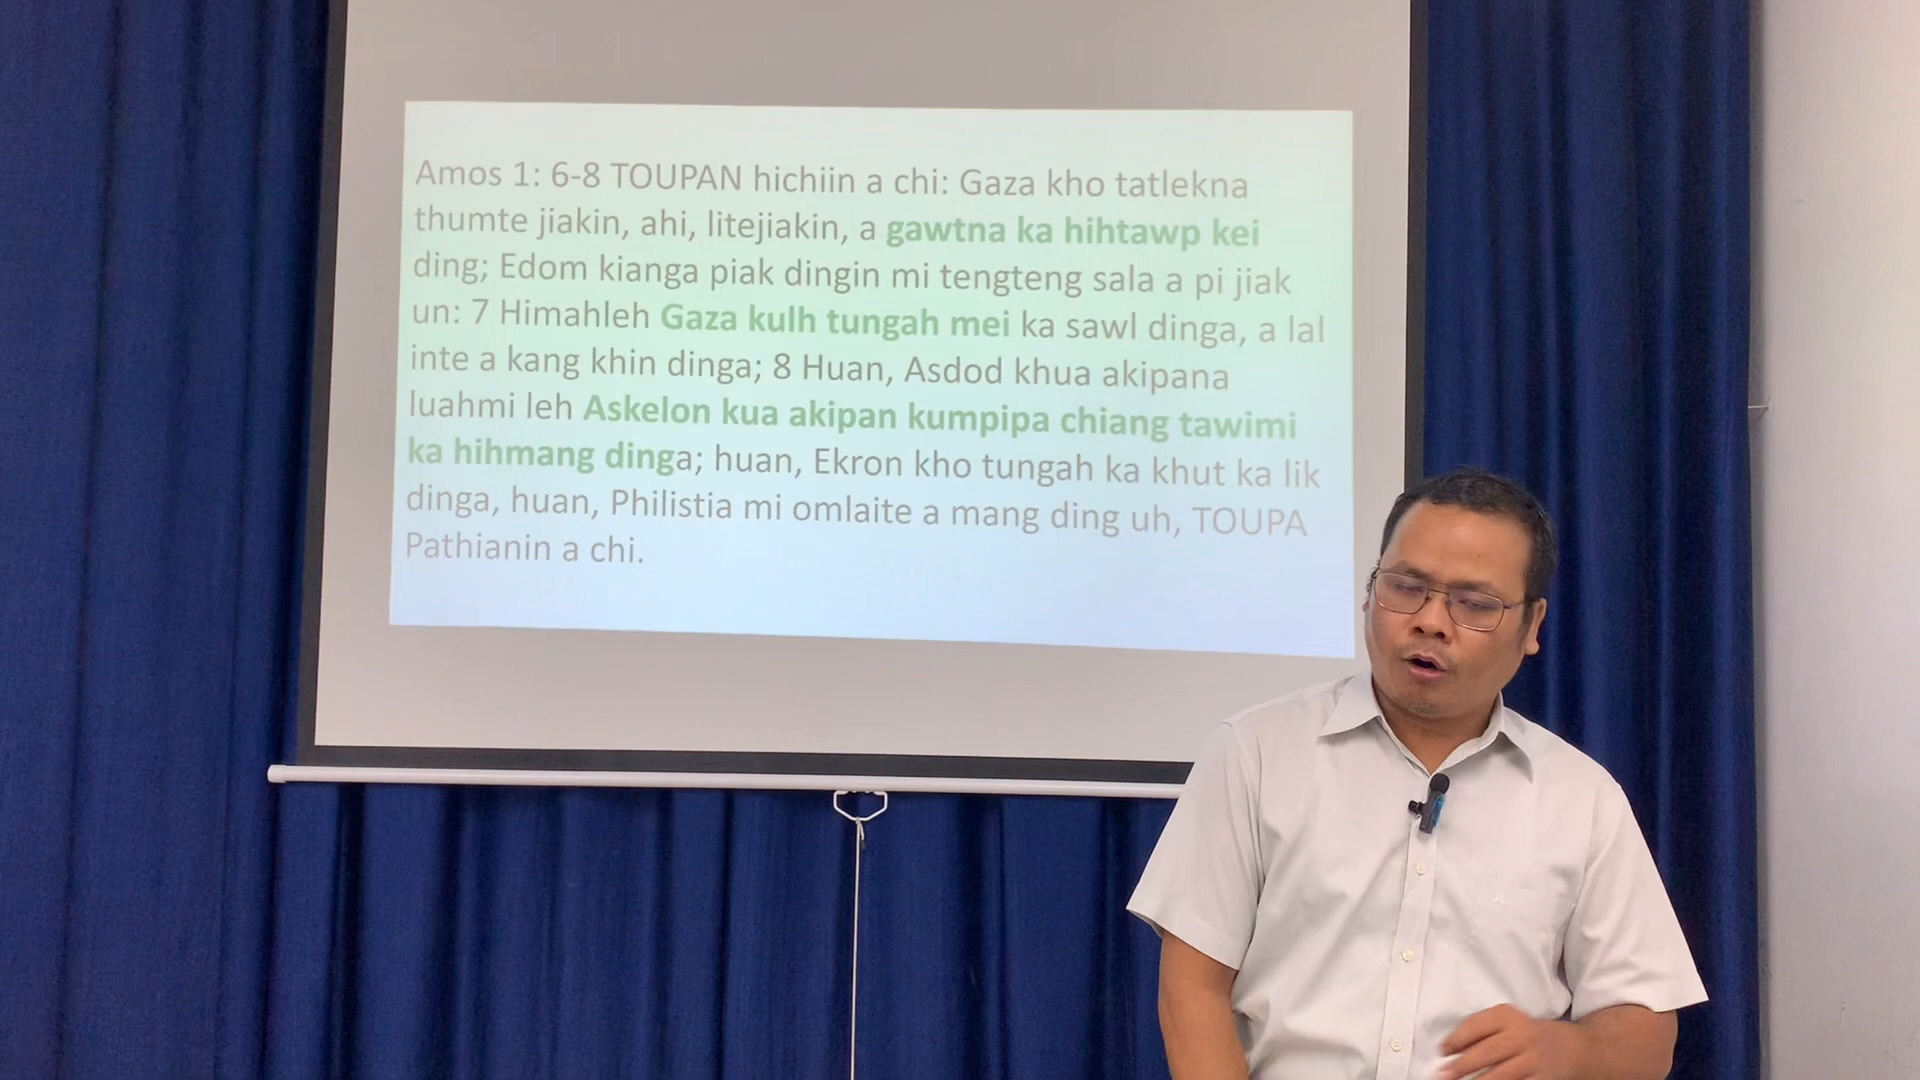 Amos 1: 6-8 TOUPAN hichiin a chi: Gaza kho tatlekna
thumte jiakin, ahi, litejiakin, a gawtna ka hihtawp kei
ding; Edom kianga piak dingin mi tengteng sala a pi jiak
un: 7 Himahleh Gaza kulh tungah mei ka sawl dinga, a lal
inte a kang khin dinga; 8 Huan, Asdod khua akipana
luahmi leh Askelon kua akipan kumpipa chiang tawimi
ka hihmang dinga; huan, Ekron kho tungah ka khut ka lik
dinga, huan, Philistia mi omlaite a mang ding uh, TOUPA
Pathianin a chi.